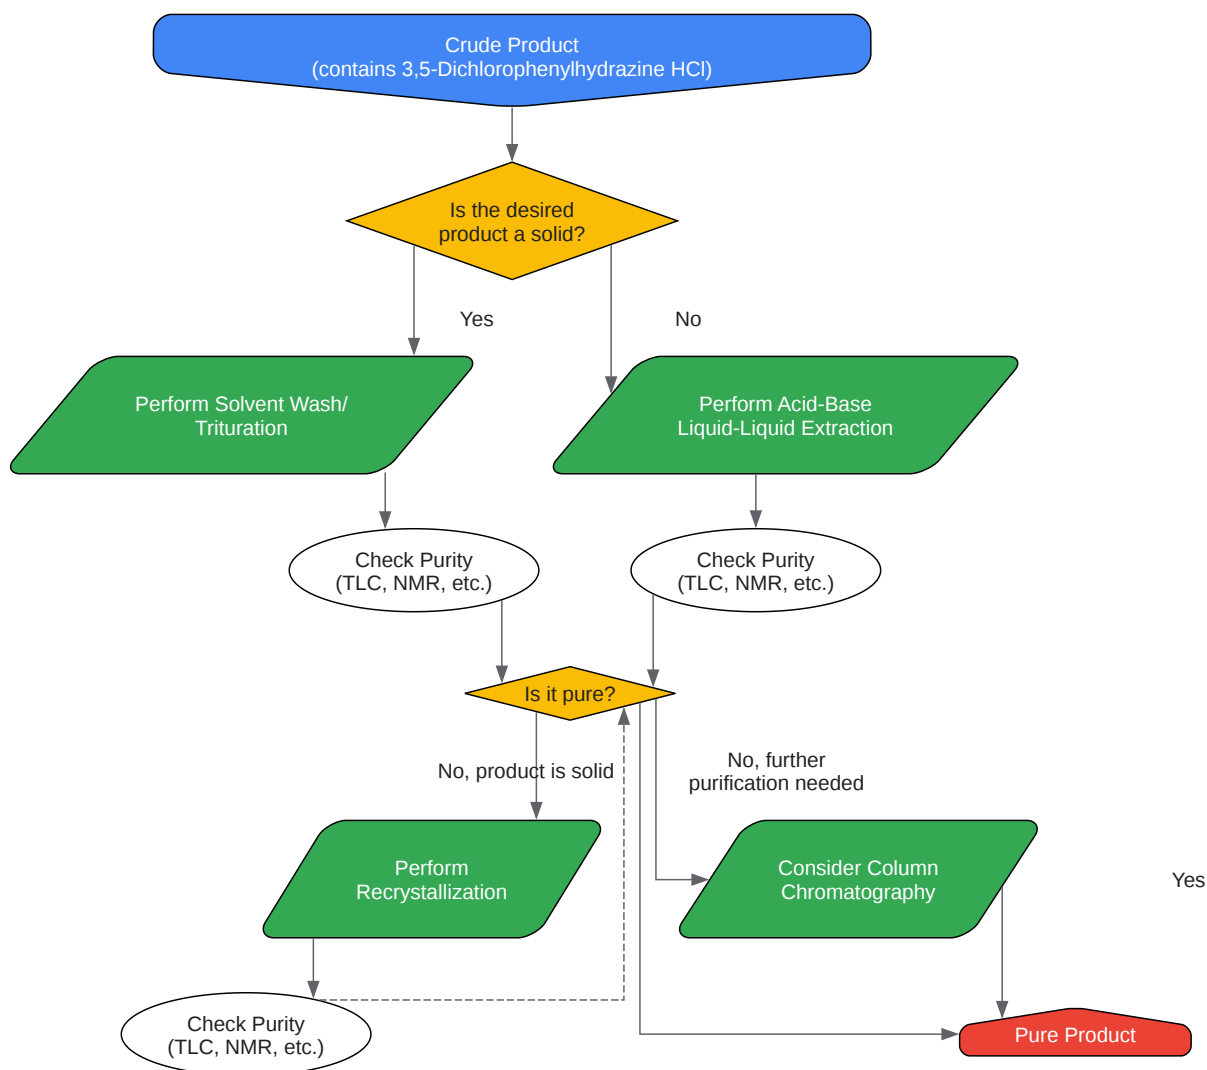 Crude Product
(contains 3,5-Dichlorophenylhydrazine HCl)
Is the desired
product a solid?
Yes
No
Perform Solvent Wash/
Trituration
Perform Acid-Base
Liquid-Liquid Extraction
Check Purity
(TLC, NMR, etc.)
Check Purity
(TLC, NMR, etc.)
Is it pure?
No, product is solid
No, further
purification needed
Perform
Recrystallization
Consider Column
Chromatography
Yes
Check Purity
(TLC, NMR, etc.)
Pure Product